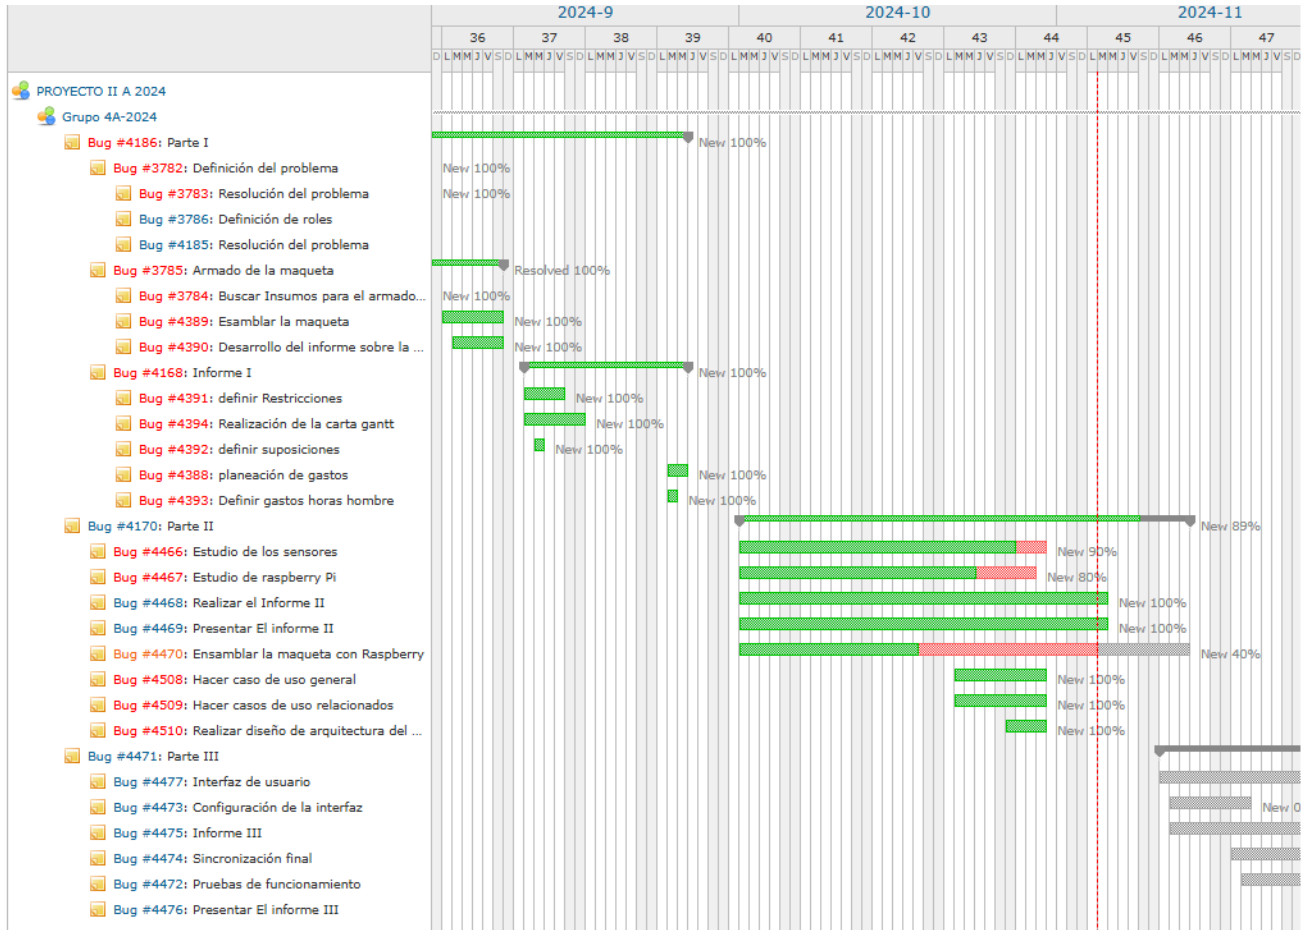 2024-9 2024-10 2024-11
36 37 38 39 40 41 42 43 44 45 46 47
D L M M J V S D L M M J V S D L M M J V S D L M M J V S D L M M J V S D L M M J V S D L M M J V S D L M M J V S D L M M J V S D L M M J V S D L M M J V S D L M M J V S D
PROYECTO II A 2024
Grupo 4A-2024
Bug #4186: Parte I New 100%
Bug #3782: Definición del problema New 100%
Bug #3783: Resolución del problema New 100%
Bug #3786: Definición de roles
Bug #4185: Resolución del problema
Bug #3785: Armado de la maqueta Resolved 100%
Bug #3784: Buscar Insumos para el armado... New 100%
Bug #4389: Esamblar la maqueta New 100%
Bug #4390: Desarrollo del informe sobre la ... New 100%
Bug #4168: Informe I New 100%
Bug #4391: definir Restricciones New 100%
Bug #4394: Realización de la carta gantt New 100%
Bug #4392: definir suposiciones New 100%
Bug #4388: planeación de gastos New 100%
Bug #4393: Definir gastos horas hombre New 100%
Bug #4170: Parte II New 89%
Bug #4466: Estudio de los sensores New 90%
Bug #4467: Estudio de raspberry Pi New 80%
Bug #4468: Realizar el Informe II New 100%
Bug #4469: Presentar El informe II New 100%
Bug #4470: Ensamblar la maqueta con Raspberry New 40%
Bug #4508: Hacer caso de uso general New 100%
Bug #4509: Hacer casos de uso relacionados New 100%
Bug #4510: Realizar diseño de arquitectura del ... New 100%
Bug #4471: Parte III
Bug #4477: Interfaz de usuario
Bug #4473: Configuración de la interfaz New 0
Bug #4475: Informe III
Bug #4474: Sincronización final
Bug #4472: Pruebas de funcionamiento
Bug #4476: Presentar El informe III